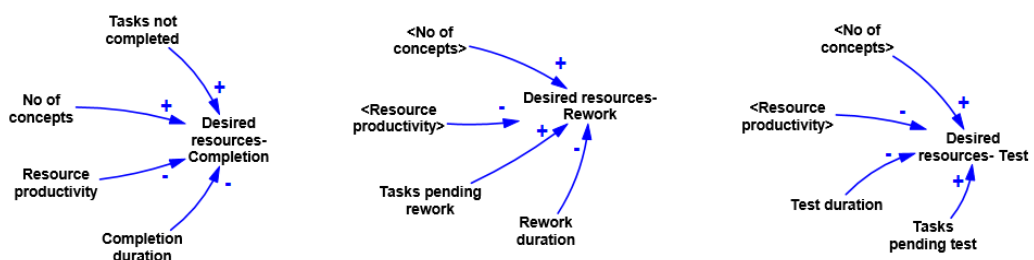 Tasks not
completed
+
No of
concepts
+
Desired
resources-
Completion
Resource
productivity
-
-
Completion
duration
<No of
concepts>
+
<Resource
productivity>
-
Desired resources-
Rework
+
-
Tasks pending
rework
Rework
duration
<No of
concepts>
+
<Resource
productivity>
-
Desired
resources- Test
-
+
Test duration
Tasks
pending test